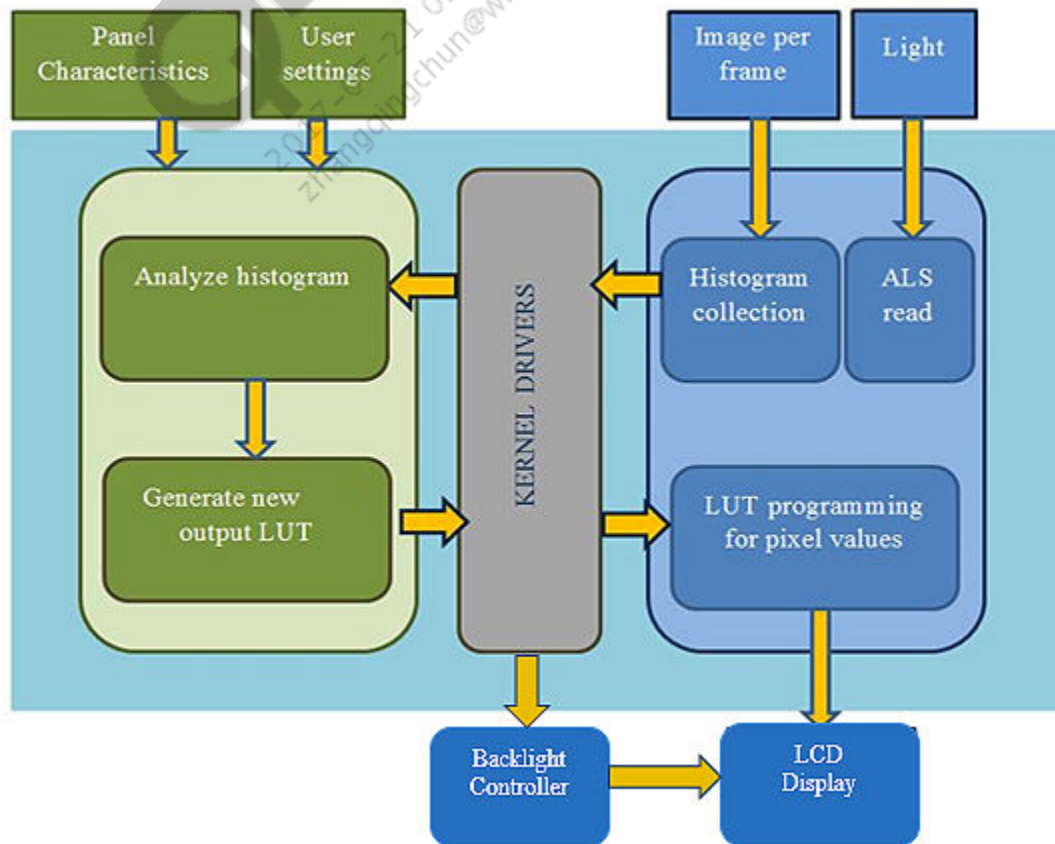 Panel
Characteristics
User
settings
Image per
frame
Light
Analyze histogram
KERNEL DRIVERS
Histogram
collection
ALS
read
Generate new
output LUT
LUT programming
for pixel values
Backlight
Controller
LCD
Display